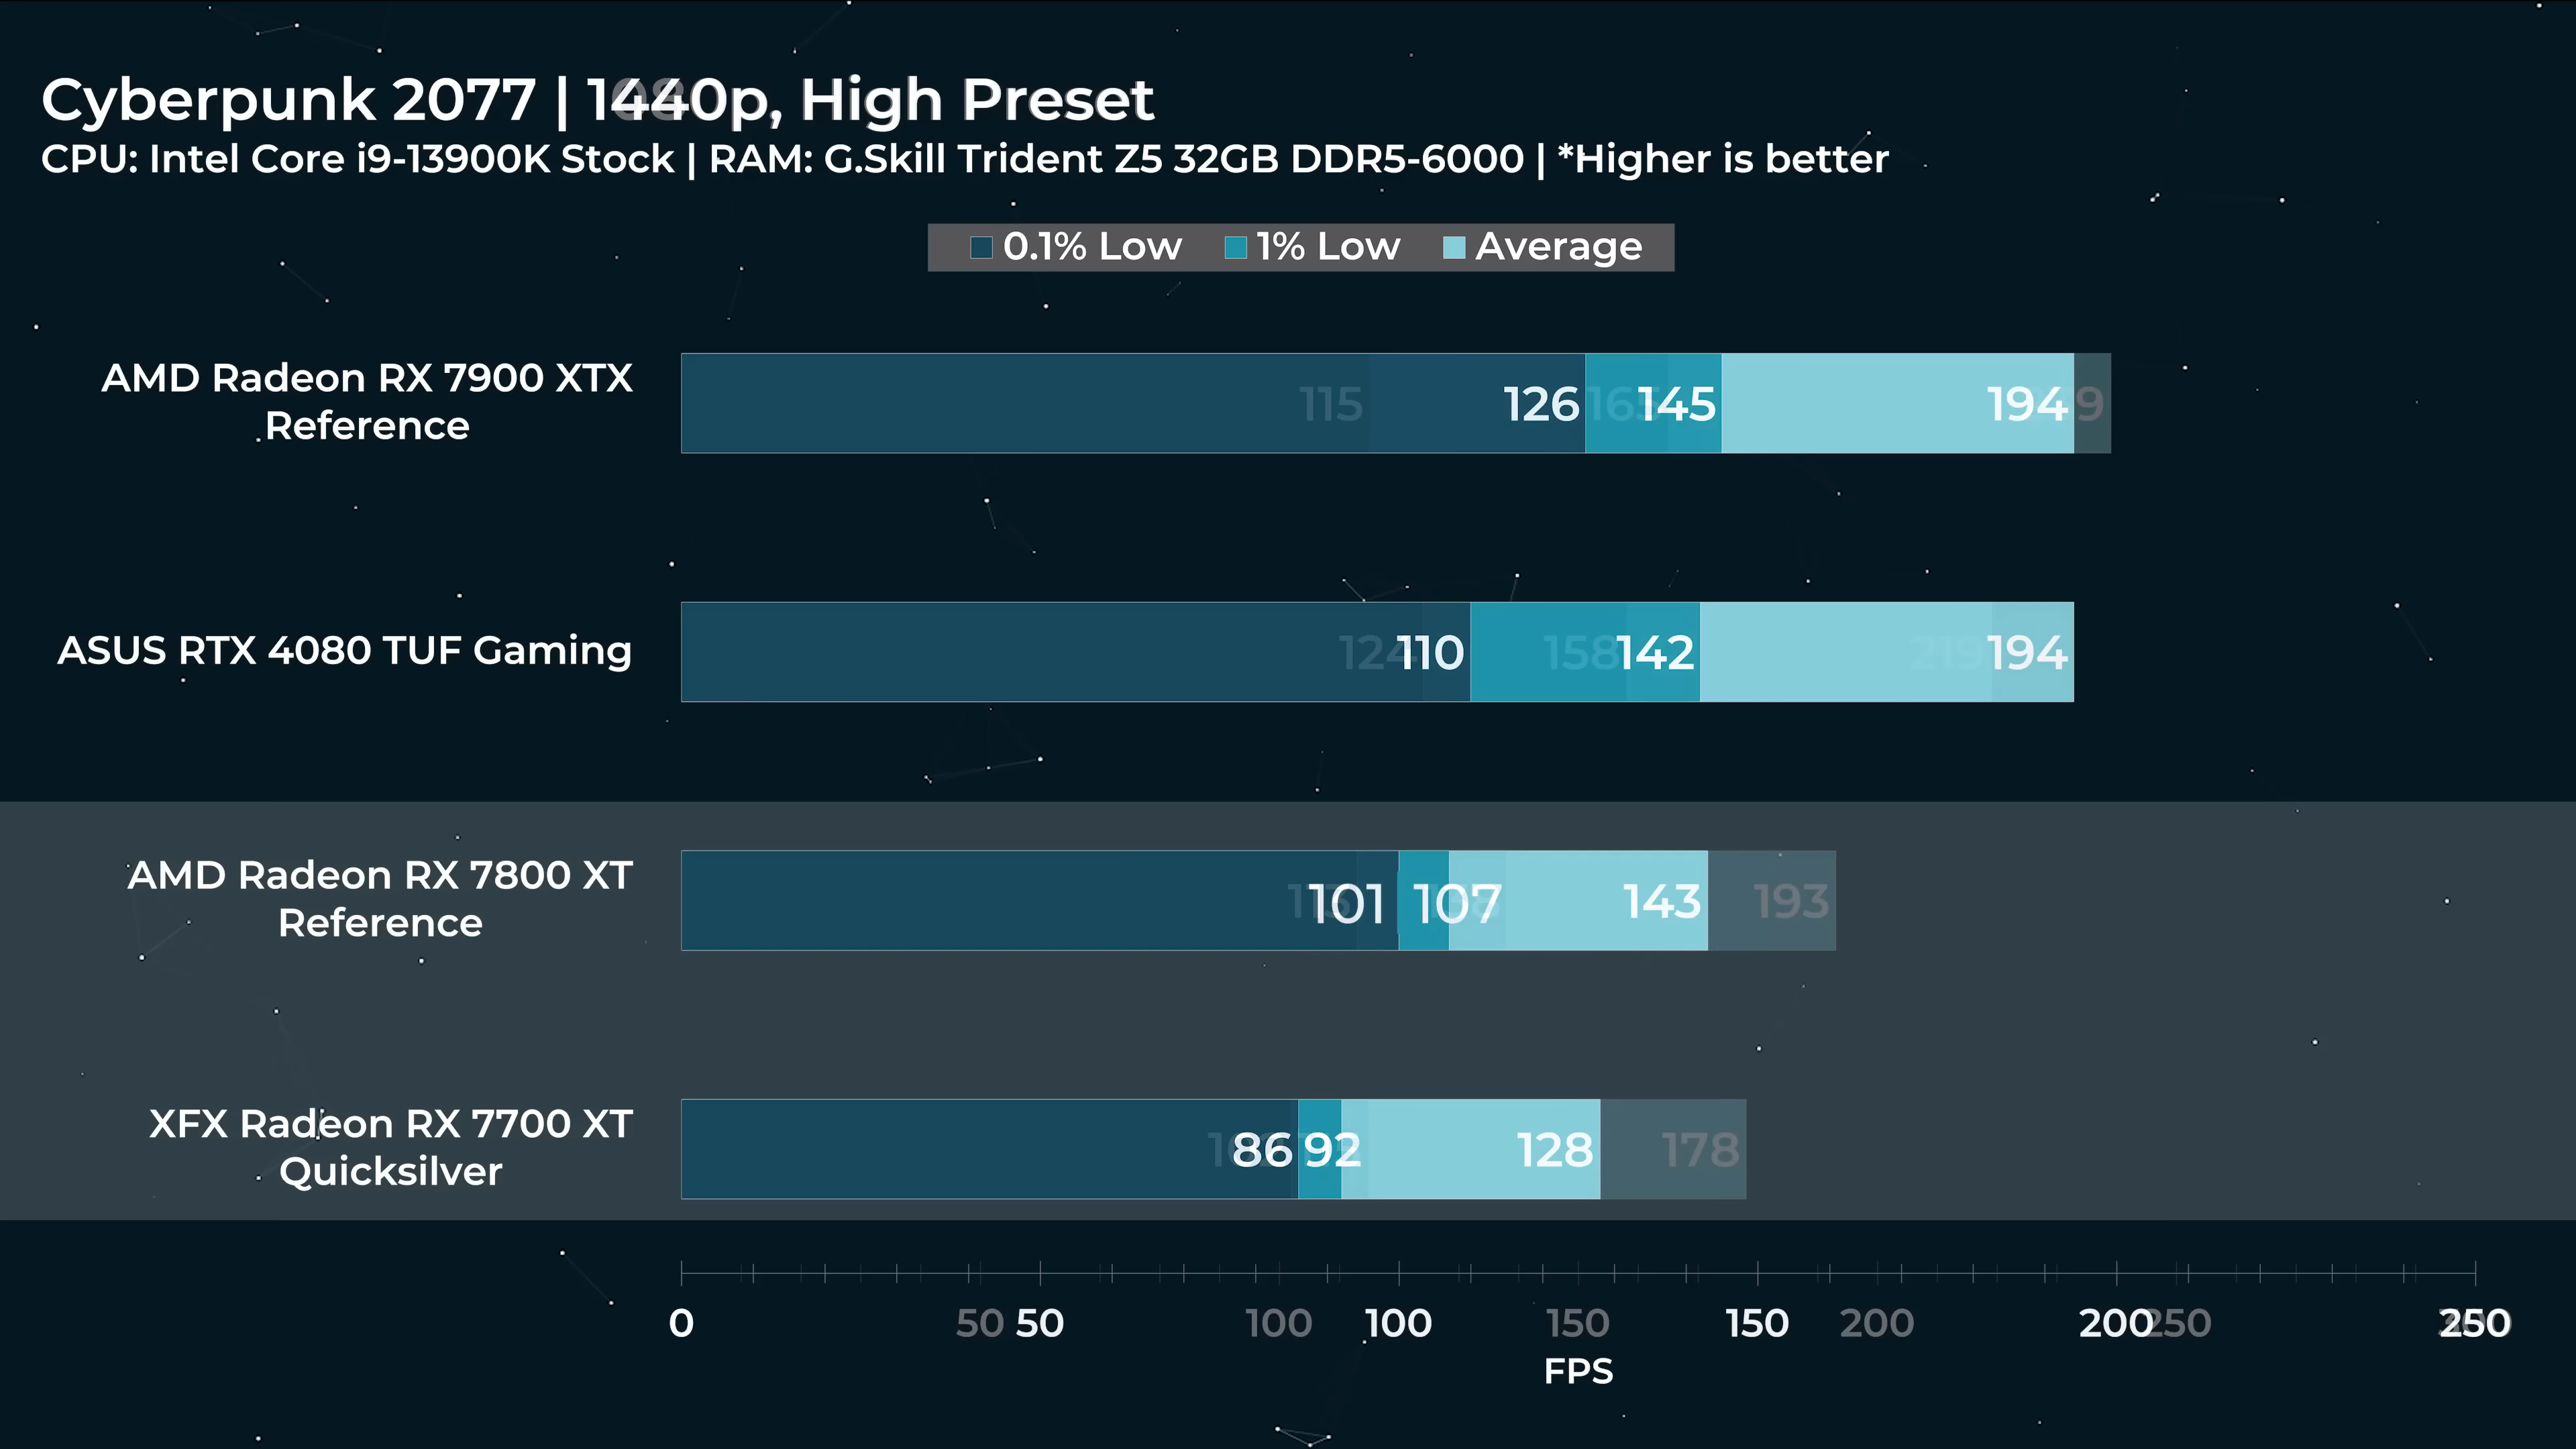 Cyberpunk 2077 | 1440p, High Preset
CPU: Intel Core i9-13900K Stock | RAM: G.Skill Trident Z5 32GB DDR5-6000 | *Higher is better
0.1% Low 1% Low Average
AMD Radeon RX 7900 XTX
Reference
115 126 165 145 194
ASUS RTX 4080 TUF Gaming
124 110 158 142 219 194
AMD Radeon RX 7800 XT
Reference
101 107 143 193
XFX Radeon RX 7700 XT
Quicksilver
86 92 128 178
0 50 50 100 100 150 150 200 200 250 250
FPS